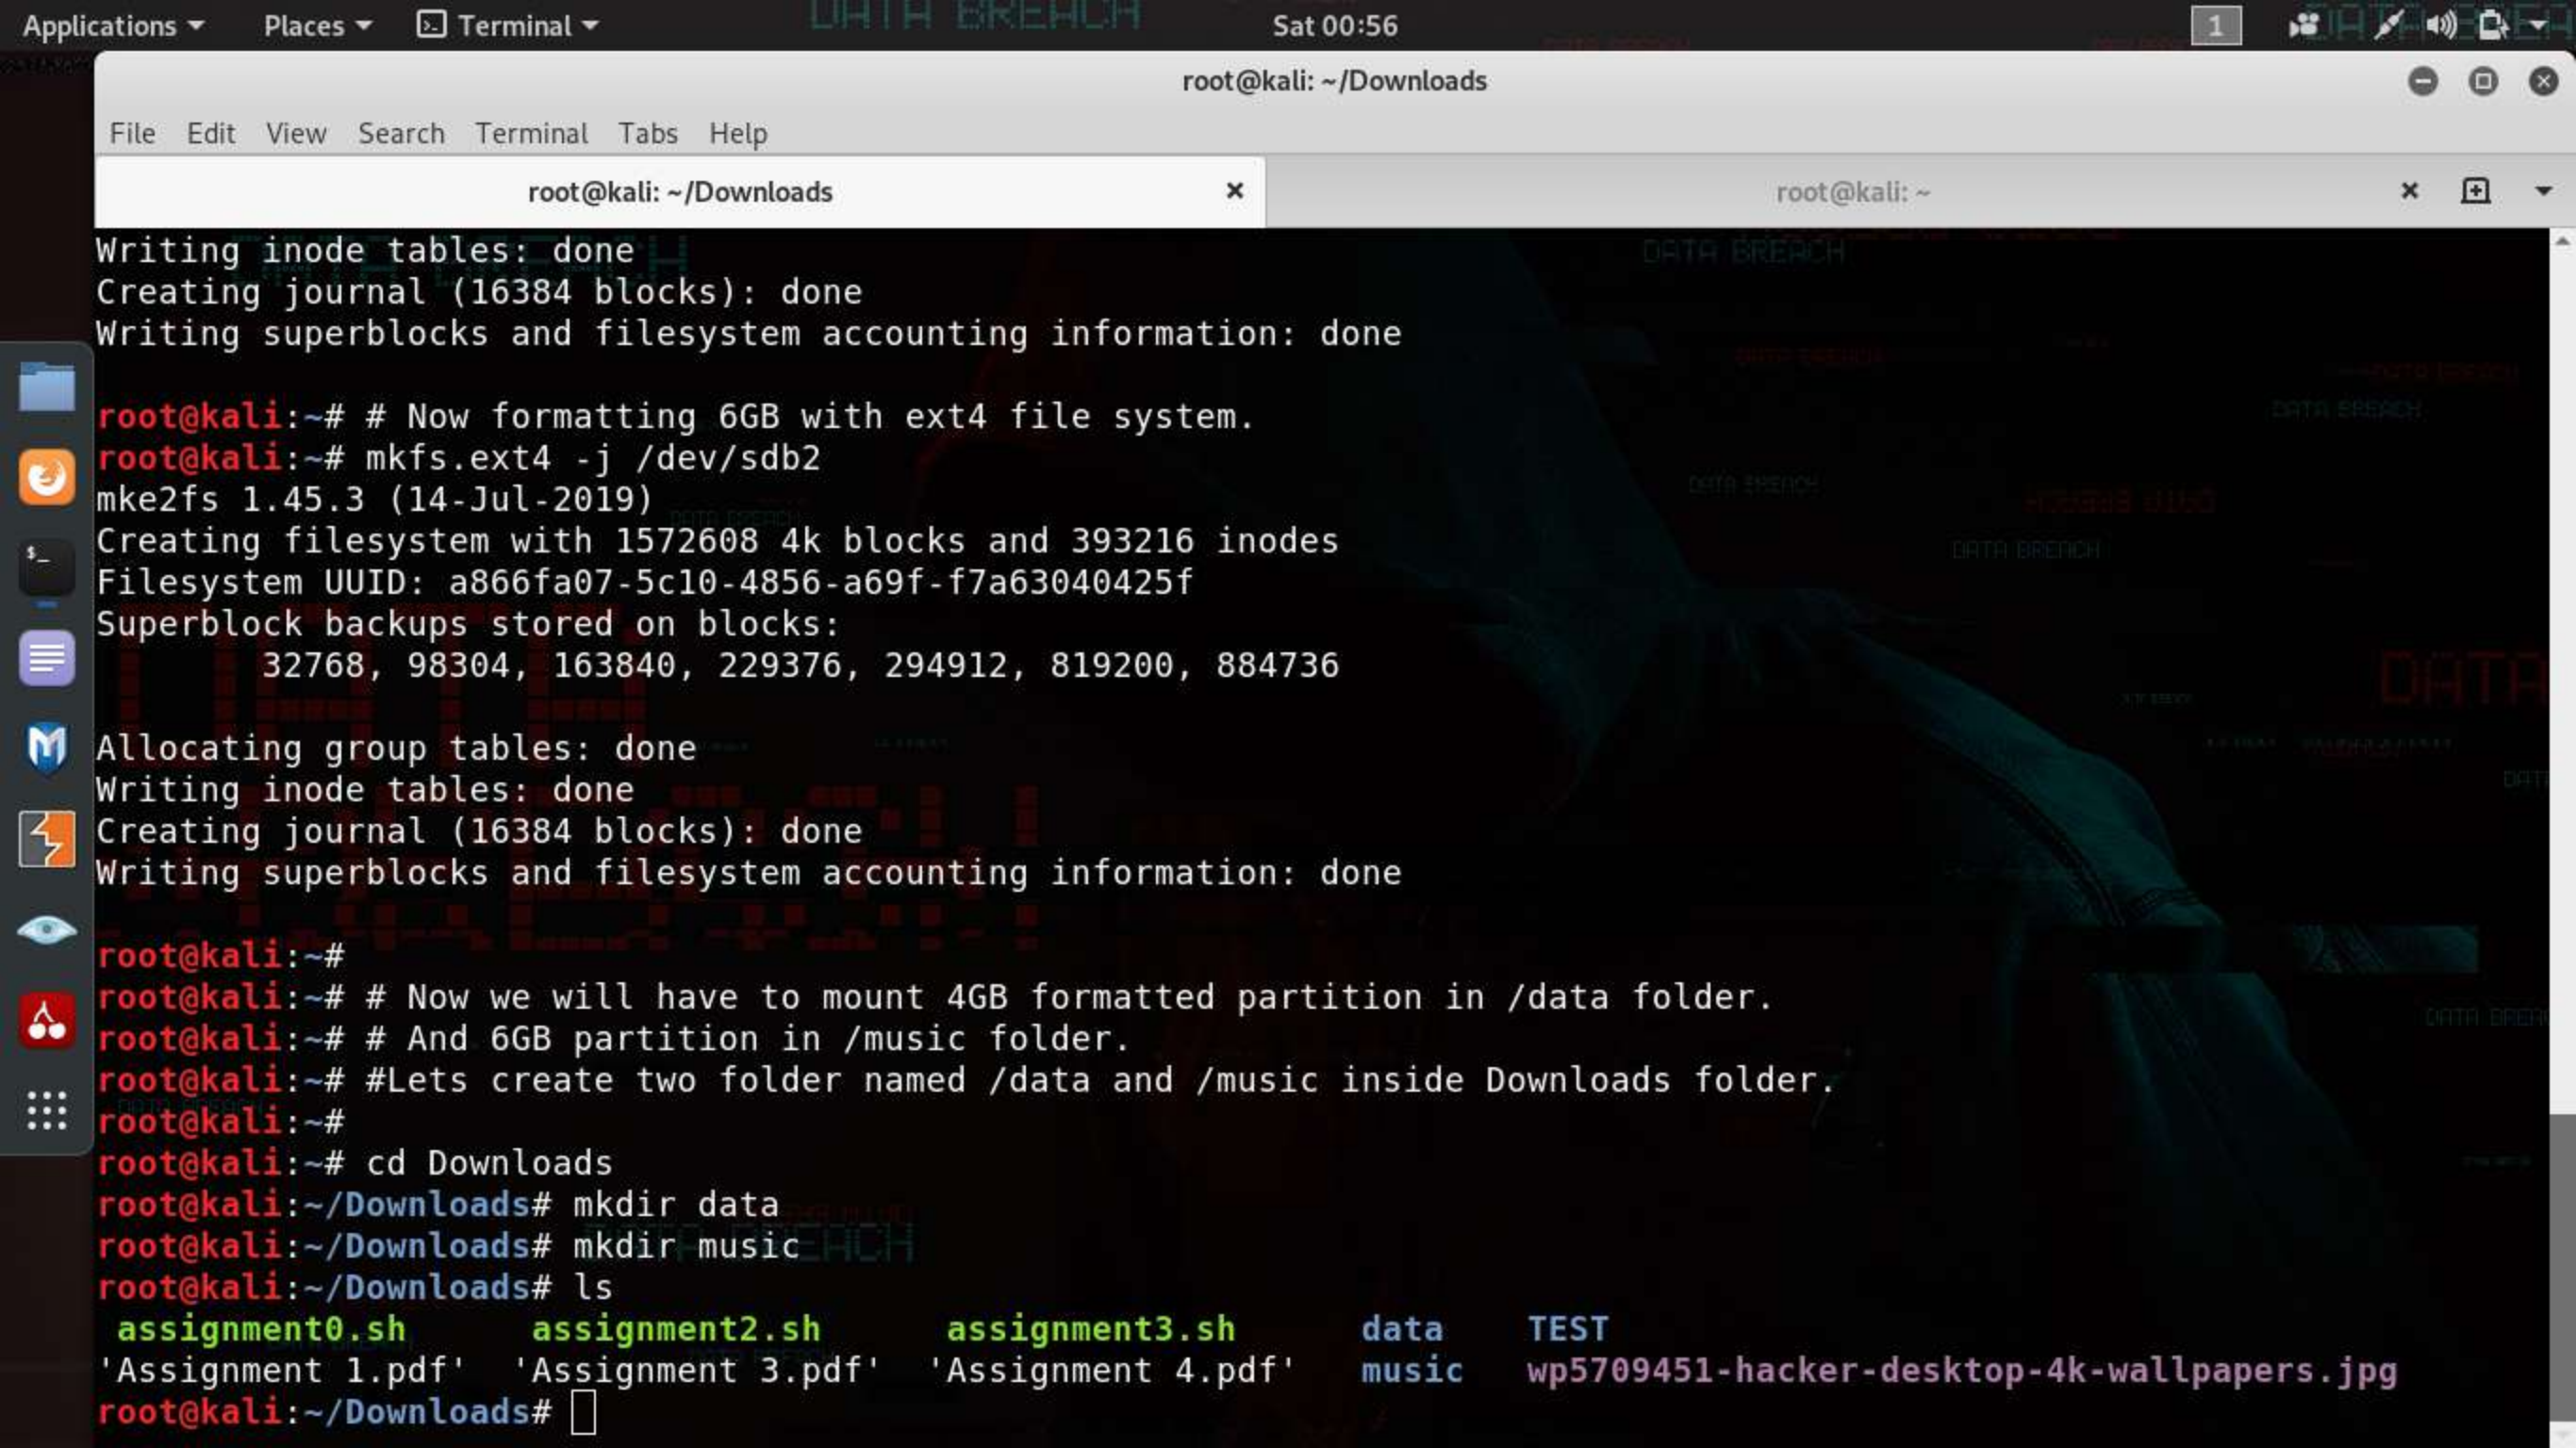 Applications Places Terminal Sat 00:56 1
root@kali: ~/Downloads
File Edit View Search Terminal Tabs Help
root@kali: ~/Downloads root@kali: ~
Writing inode tables: done
Creating journal (16384 blocks): done
Writing superblocks and filesystem accounting information: done
root@kali:~# # Now formatting 6GB with ext4 file system.
root@kali:~# mkfs.ext4 -j /dev/sdb2
mke2fs 1.45.3 (14-Jul-2019)
Creating filesystem with 1572608 4k blocks and 393216 inodes
Filesystem UUID: a866fa07-5c10-4856-a69f-f7a63040425f
Superblock backups stored on blocks:
32768, 98304, 163840, 229376, 294912, 819200, 884736
Allocating group tables: done
Writing inode tables: done
Creating journal (16384 blocks): done
Writing superblocks and filesystem accounting information: done
root@kali:~#
root@kali:~# # Now we will have to mount 4GB formatted partition in /data folder.
root@kali:~# # And 6GB partition in /music folder.
root@kali:~# #Lets create two folder named /data and /music inside Downloads folder.
root@kali:~#
root@kali:~# cd Downloads
root@kali:~/Downloads# mkdir data
root@kali:~/Downloads# mkdir music
root@kali:~/Downloads# ls
assignment0.sh assignment2.sh assignment3.sh data TEST
'Assignment 1.pdf' 'Assignment 3.pdf' 'Assignment 4.pdf' music wp5709451-hacker-desktop-4k-wallpapers.jpg
root@kali:~/Downloads#